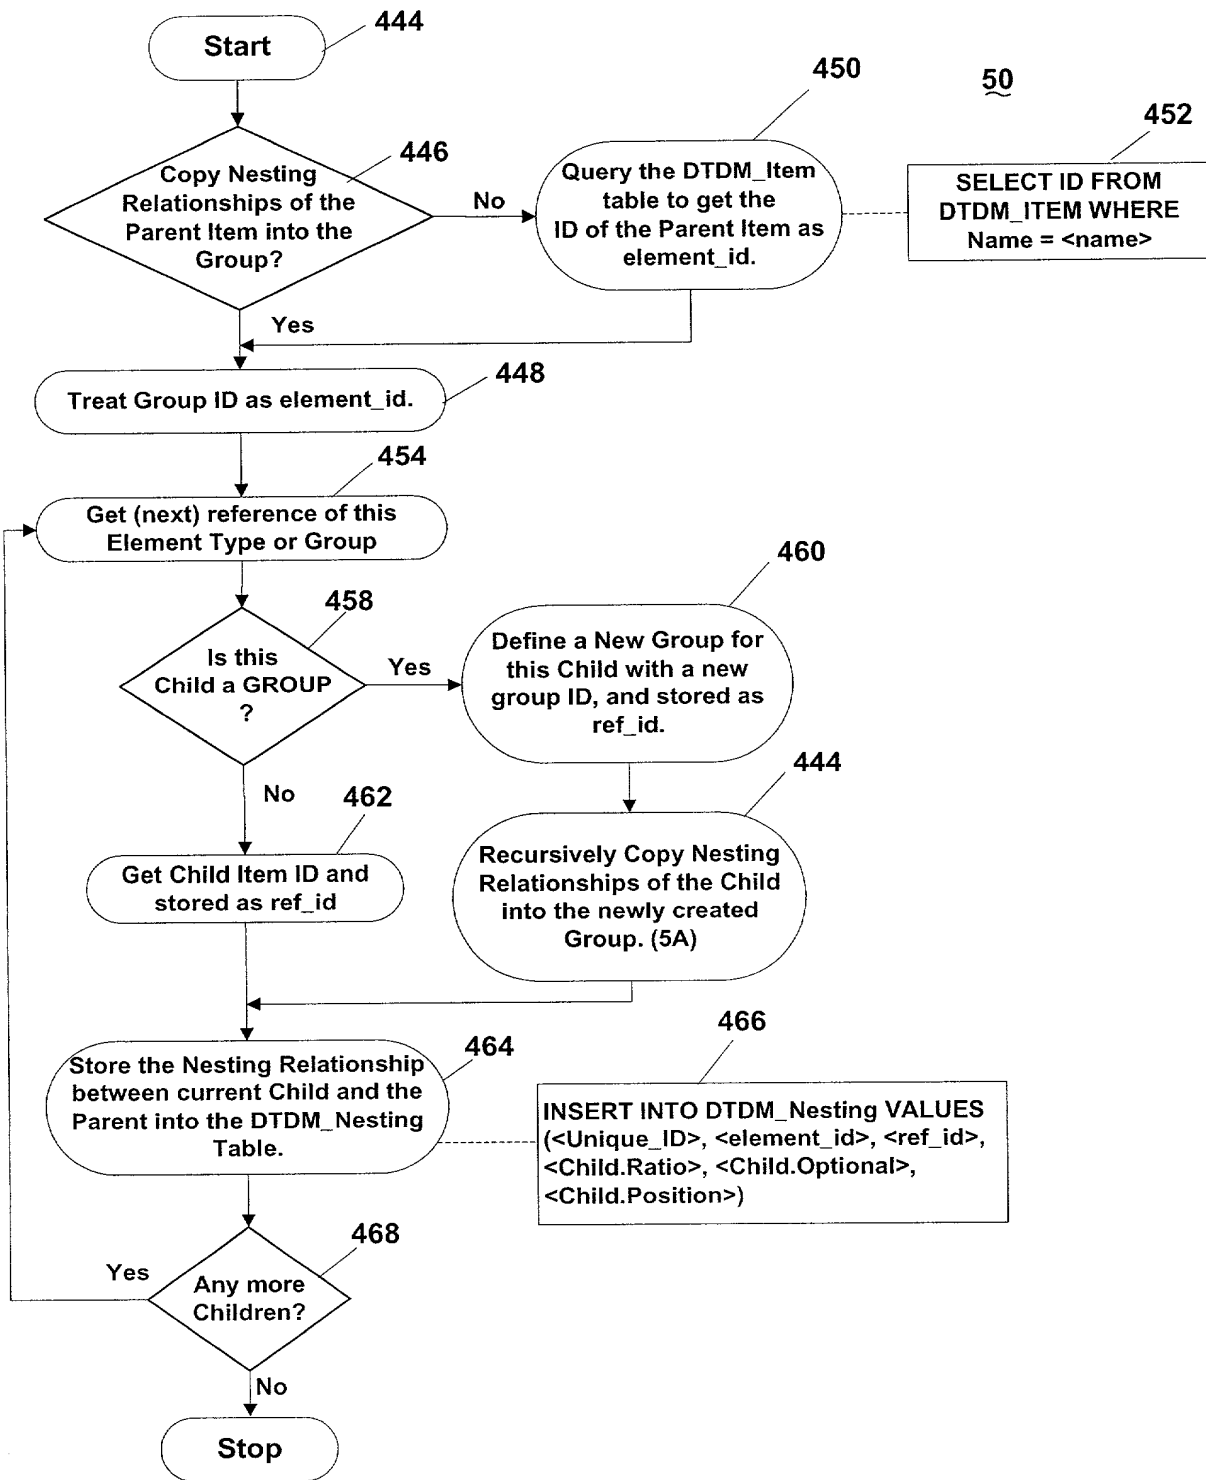 Start
444
446
Copy Nesting
Relationships of the
Parent Item into the
Group?
No
450
Query the DTDM_Item
table to get the
ID of the Parent Item as
element_id.
50
452
SELECT ID FROM
DTDM_ITEM WHERE
Name = <name>
Yes
448
Treat Group ID as element_id.
454
Get (next) reference of this
Element Type or Group
458
Is this
Child a GROUP
?
Yes
460
Define a New Group for
this Child with a new
group ID, and stored as
ref_id.
No
462
Get Child Item ID and
stored as ref_id
444
Recursively Copy Nesting
Relationships of the Child
into the newly created
Group. (5A)
464
Store the Nesting Relationship
between current Child and the
Parent into the DTDM_Nesting
Table.
466
INSERT INTO DTDM_Nesting VALUES
(<Unique_ID>, <element_id>, <ref_id>,
<Child.Ratio>, <Child.Optional>,
<Child.Position>)
468
Yes
Any more
Children?
No
Stop